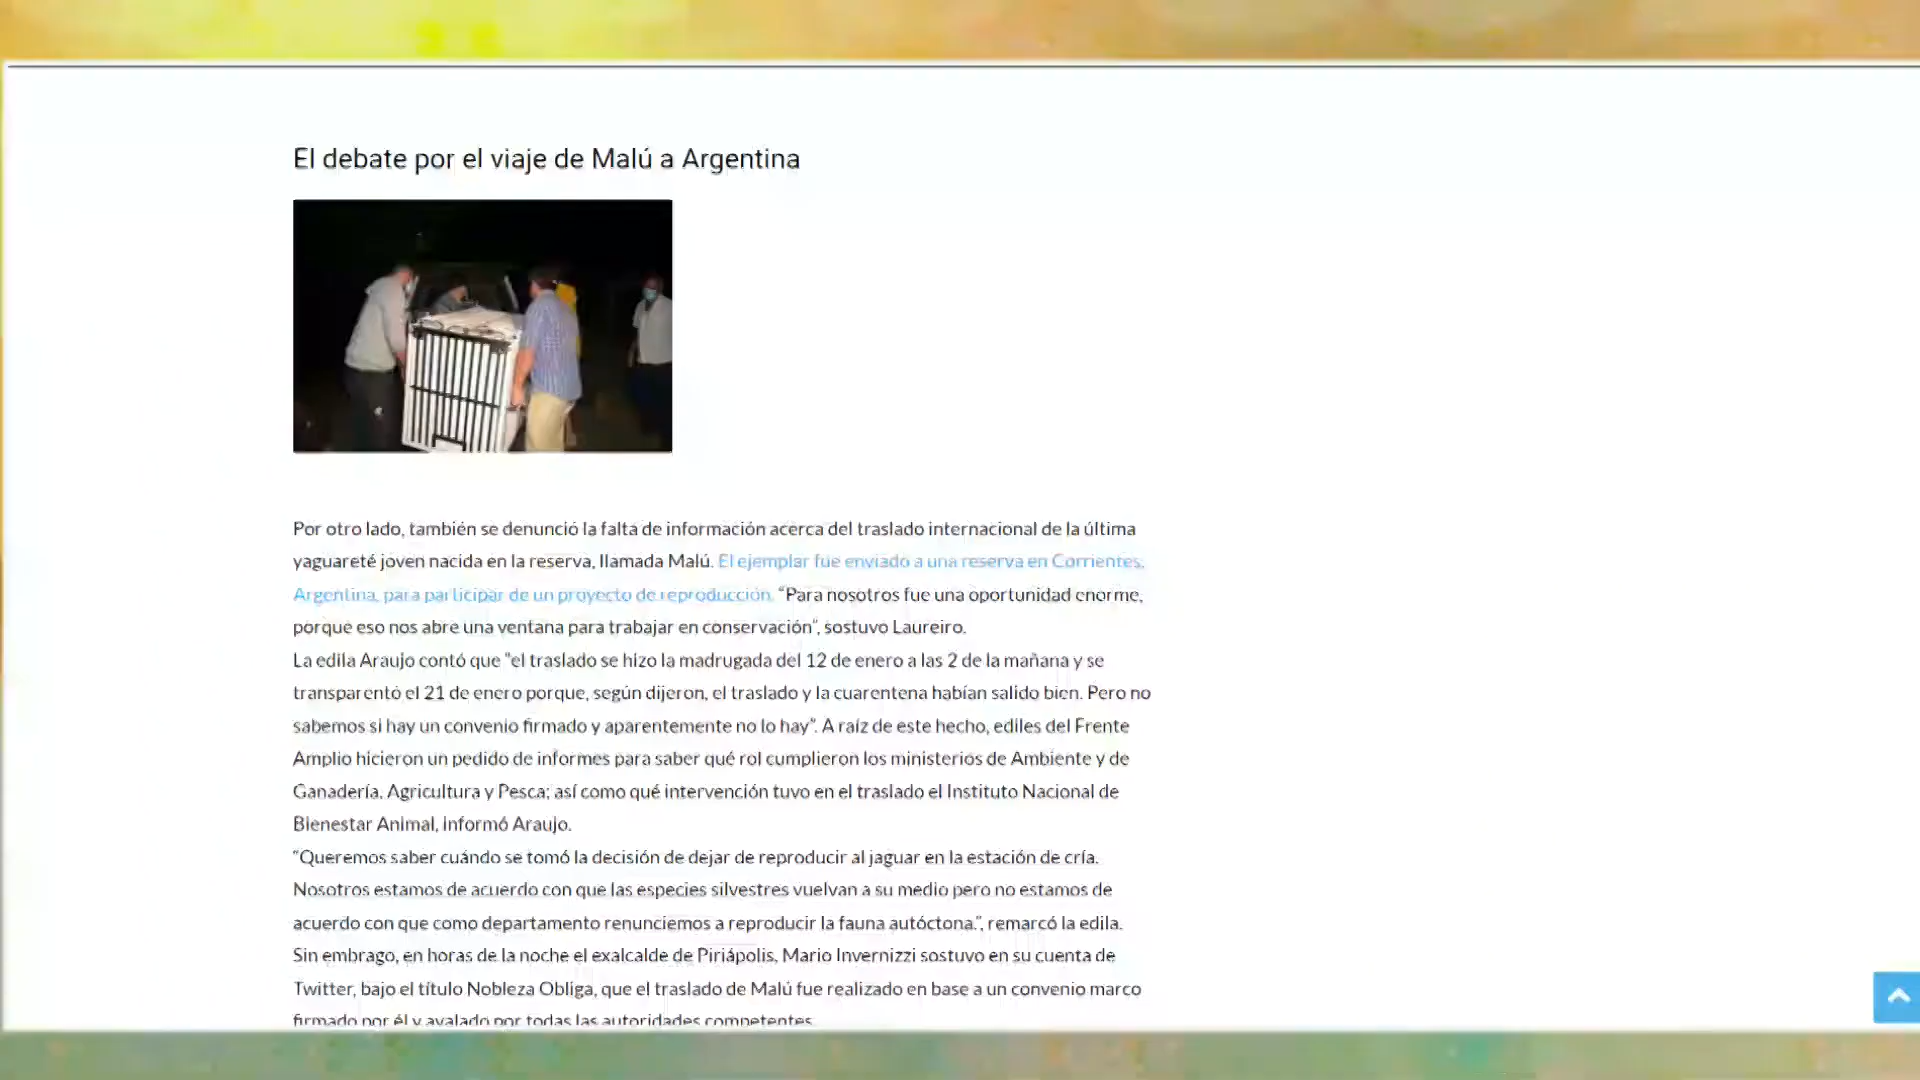 El debate por el viaje de Malú a Argentina
Por otro lado, también se denunció la falta de información acerca del traslado internacional de la última
yaguareté joven nacida en la reserva, llamada Malú. El ejemplar fue enviado a una reserva en Corrientes,
Argentina, para participar de un proyecto de reproducción. “Para nosotros fue una oportunidad enorme,
porque eso nos abre una ventana para trabajar en conservación”, sostuvo Laureiro.
La edila Araujo contó que “el traslado se hizo la madrugada del 12 de enero a las 2 de la mañana y se
transparentó el 21 de enero porque, según dijeron, el traslado y la cuarentena habían salido bien. Pero no
sabemos si hay un convenio firmado y aparentemente no lo hay”. A raíz de este hecho, ediles del Frente
Amplio hicieron un pedido de informes para saber qué rol cumplieron los ministerios de Ambiente y de
Ganadería, Agricultura y Pesca; así como qué intervención tuvo en el traslado el Instituto Nacional de
Bienestar Animal, informó Araujo.
“Queremos saber cuándo se tomó la decisión de dejar de reproducir al jaguar en la estación de cría.
Nosotros estamos de acuerdo con que las especies silvestres vuelvan a su medio pero no estamos de
acuerdo con que como departamento renunciemos a reproducir la fauna autóctona.”, remarcó la edila.
Sin embrago, en horas de la noche el exalcalde de Piriápolis, Mario Invernizzi sostuvo en su cuenta de
Twitter, bajo el título Nobleza Obliga, que el traslado de Malú fue realizado en base a un convenio marco
firmado por él y avalado por todas las autoridades competentes.